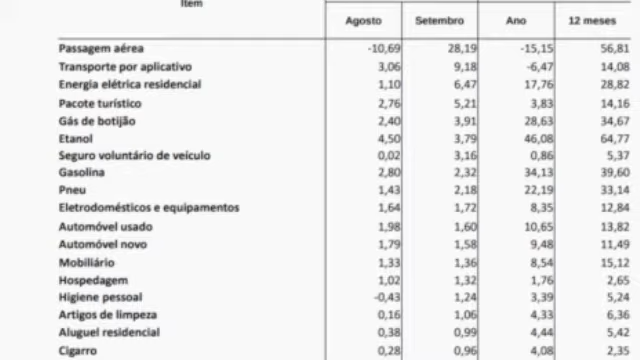 Item
Agosto Setembro Ano 12 meses
Passagem aérea -10,69 28,19 -15,15 56,81
Transporte por aplicativo 3,06 9,18 -6,47 14,08
Energia elétrica residencial 1,10 6,47 17,76 28,82
Pacote turístico 2,76 5,21 3,83 14,16
Gás de botijão 2,40 3,91 28,63 34,67
Etanol 4,50 3,79 46,08 64,77
Seguro voluntário de veículo 0,02 3,16 0,86 5,37
Gasolina 2,80 2,32 34,13 39,60
Pneu 1,43 2,18 22,19 33,14
Eletrodomésticos e equipamentos 1,64 1,72 8,35 12,84
Automóvel usado 1,98 1,60 10,65 13,82
Automóvel novo 1,79 1,58 9,48 11,49
Mobiliário 1,33 1,36 8,54 15,12
Hospedagem 1,02 1,32 1,76 2,65
Higiene pessoal -0,43 1,24 3,39 5,24
Artigos de limpeza 0,16 1,06 4,33 6,36
Aluguel residencial 0,38 0,99 4,44 5,42
Cigarro 0,28 0,96 4,08 2,35